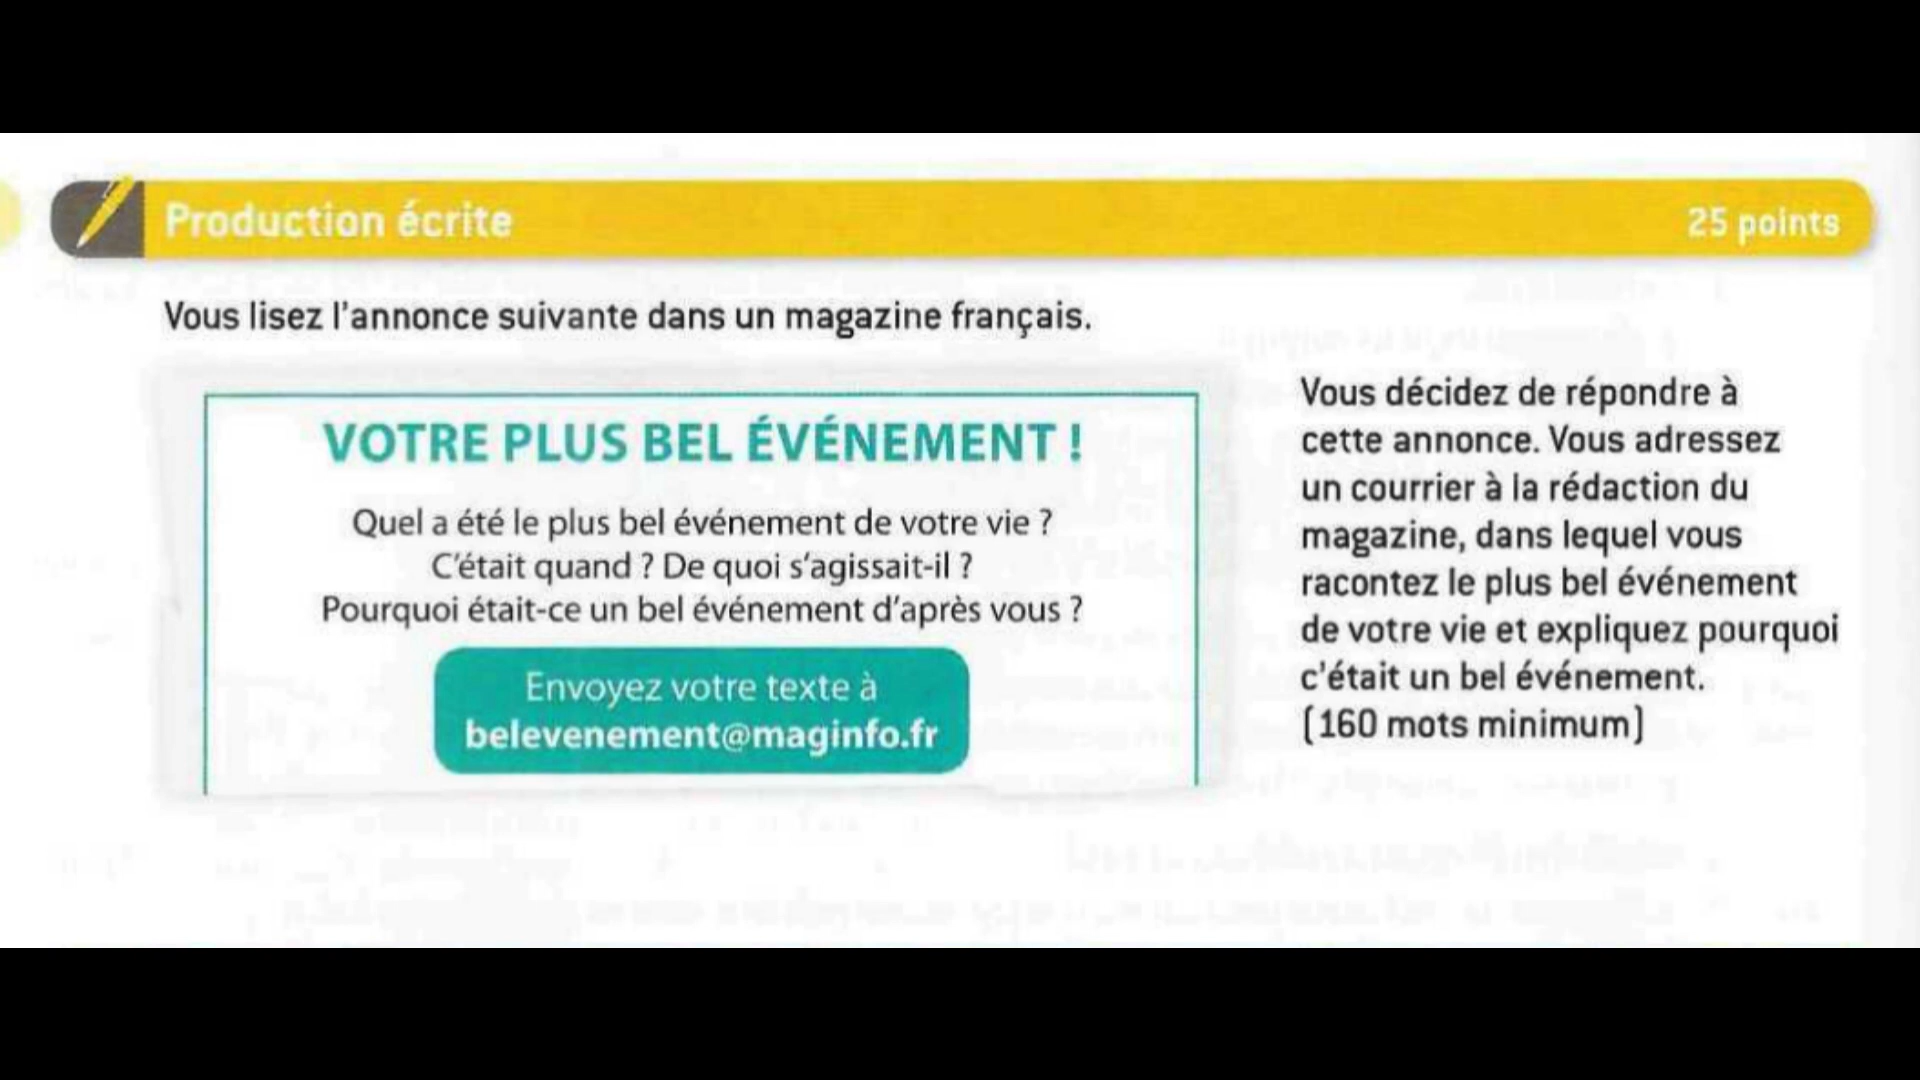 Production écrite
25 points
Vous lisez l'annonce suivante dans un magazine français.
VOTRE PLUS BEL ÉVÉNEMENT !
Quel a été le plus bel événement de votre vie ?
C'était quand ? De quoi s'agissait-il ?
Pourquoi était-ce un bel événement d'après vous ?
Envoyez votre texte à
belevenement@maginfo.fr
Vous décidez de répondre à
cette annonce. Vous adressez
un courrier à la rédaction du
magazine, dans lequel vous
racontez le plus bel événement
de votre vie et expliquez pourquoi
c'était un bel événement.
(160 mots minimum)